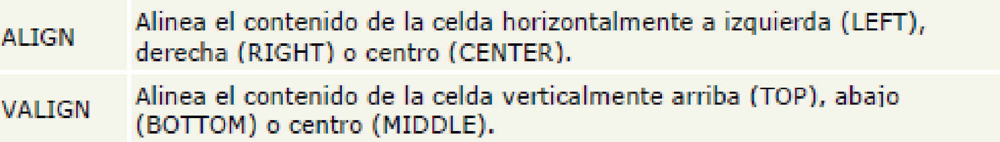 ALIGN
Alinea el contenido de la celda horizontalmente a izquierda (LEFT),
derecha (RIGHT) o centro (CENTER).
VALIGN
Alinea el contenido de la celda verticalmente arriba (TOP), abajo
(BOTTOM) o centro (MIDDLE).